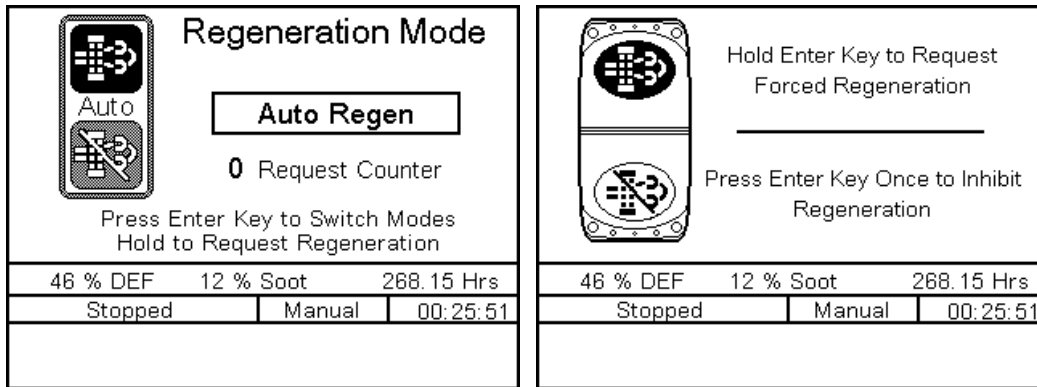 Regeneration Mode
Auto
Auto Regen
0 Request Counter
Press Enter Key to Switch Modes
Hold to Request Regeneration
46 % DEF 12 % Soot 268.15 Hrs
Stopped Manual 00:25:51
Hold Enter Key to Request
Forced Regeneration
Press Enter Key Once to Inhibit
Regeneration
46 % DEF 12 % Soot 268.15 Hrs
Stopped Manual 00:25:51